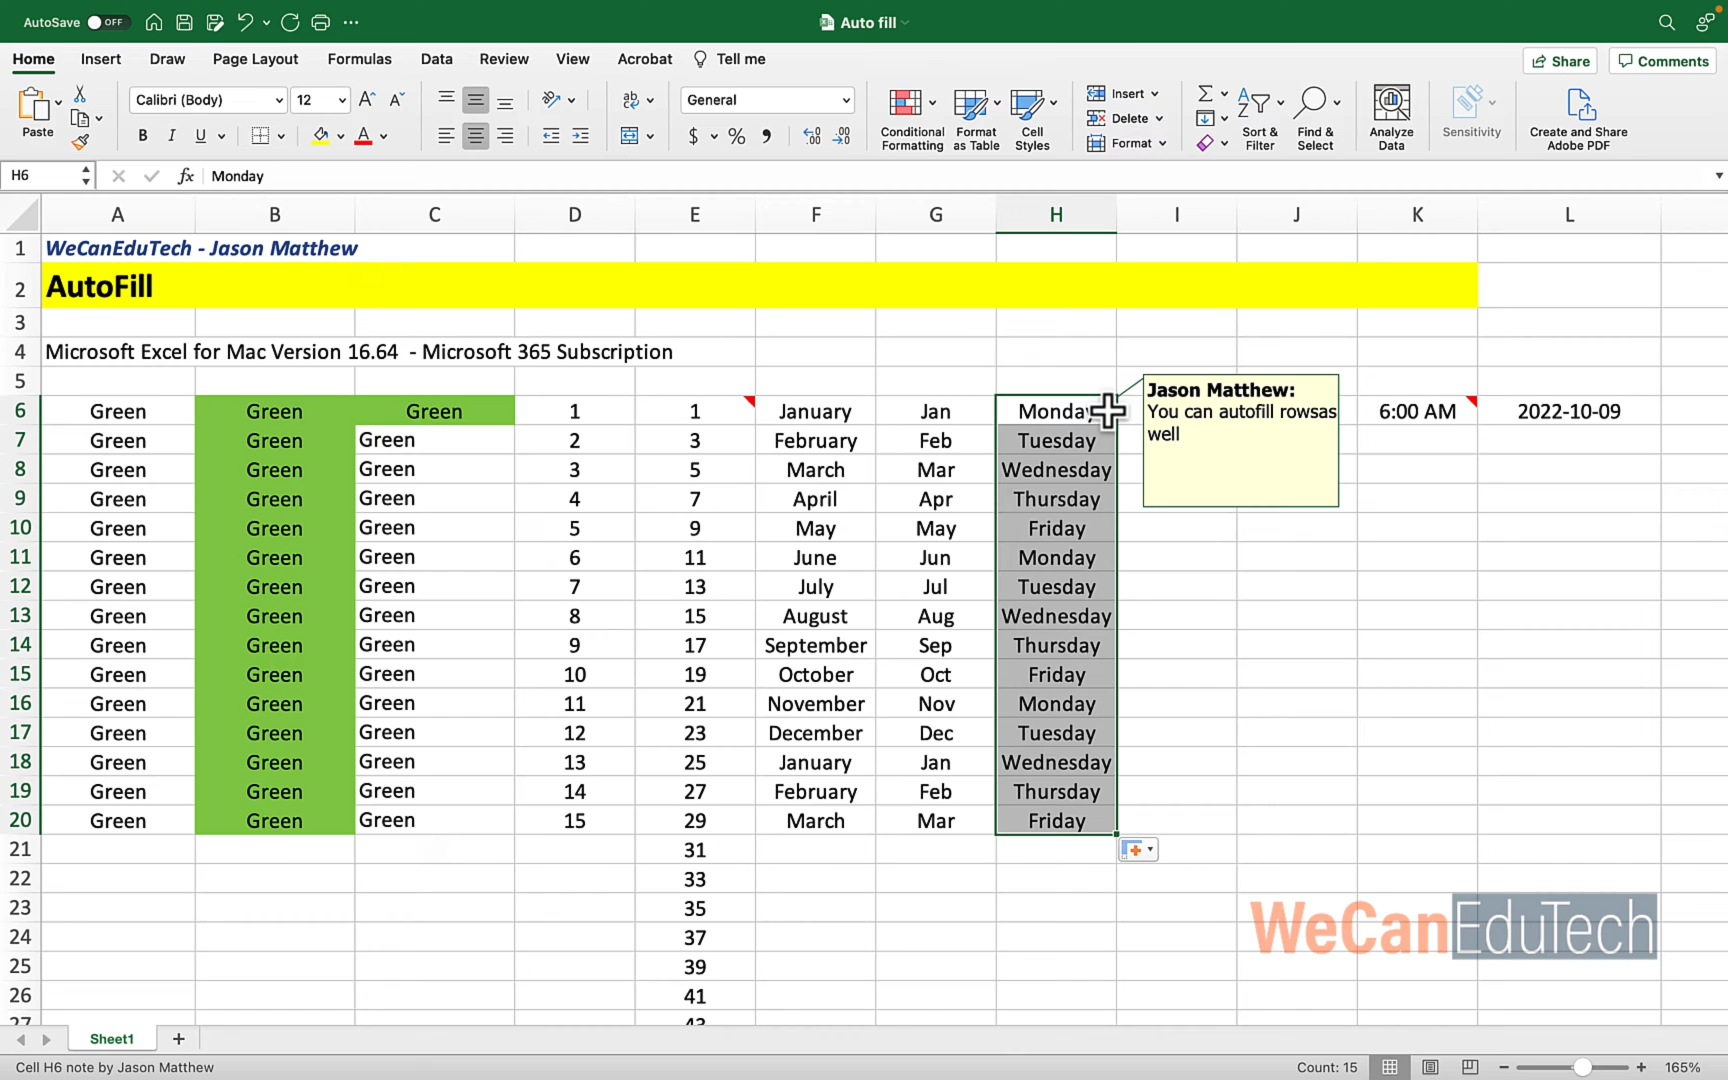 AutoSave OFF Auto fill
Home Insert Draw Page Layout Formulas Data Review View Acrobat Tell me Share Comments
Paste Calibri (Body) 12 General Conditional Formatting Format as Table Cell Styles Insert Delete Format Sort & Filter Find & Select Analyze Data Sensitivity Create and Share Adobe PDF
H6 fx Monday
A B C D E F G H I J K L
1 WeCanEduTech - Jason Matthew
2 AutoFill
3
4 Microsoft Excel for Mac Version 16.64 - Microsoft 365 Subscription
5
6 Green Green Green 1 1 January Jan Monday 6:00 AM 2022-10-09
Jason Matthew:
You can autofill rowsas
well
7 Green Green Green 2 3 February Feb Tuesday
8 Green Green Green 3 5 March Mar Wednesday
9 Green Green Green 4 7 April Apr Thursday
10 Green Green Green 5 9 May May Friday
11 Green Green Green 6 11 June Jun Monday
12 Green Green Green 7 13 July Jul Tuesday
13 Green Green Green 8 15 August Aug Wednesday
14 Green Green Green 9 17 September Sep Thursday
15 Green Green Green 10 19 October Oct Friday
16 Green Green Green 11 21 November Nov Monday
17 Green Green Green 12 23 December Dec Tuesday
18 Green Green Green 13 25 January Jan Wednesday
19 Green Green Green 14 27 February Feb Thursday
20 Green Green Green 15 29 March Mar Friday
21 31
22 33
23 35
24 37
WeCanEduTech
25 39
26 41
Sheet1
Cell H6 note by Jason Matthew Count: 15 165%